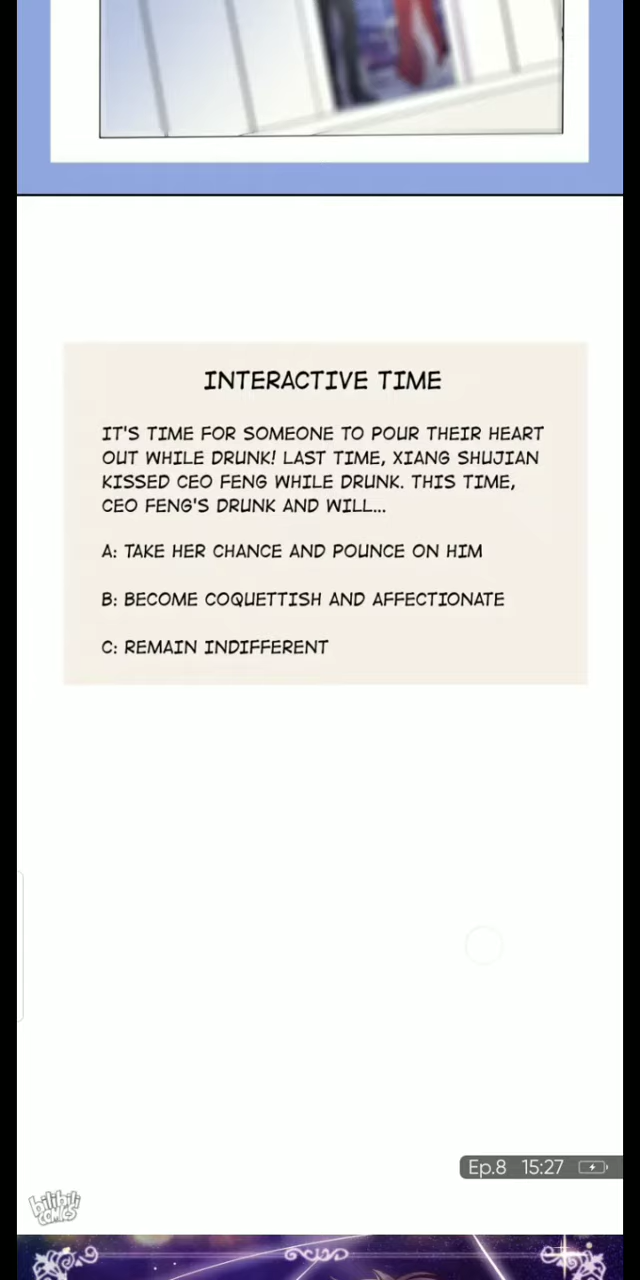 INTERACTIVE TIME
IT'S TIME FOR SOMEONE TO POUR THEIR HEART
OUT WHILE DRUNK! LAST TIME, XIANG SHUJIAN
KISSED CEO FENG WHILE DRUNK. THIS TIME,
CEO FENG'S DRUNK AND WILL...
A: TAKE HER CHANCE AND POUNCE ON HIM
B: BECOME COQUETTISH AND AFFECTIONATE
C: REMAIN INDIFFERENT
Ep.8 15:27
bilibili
COMICS